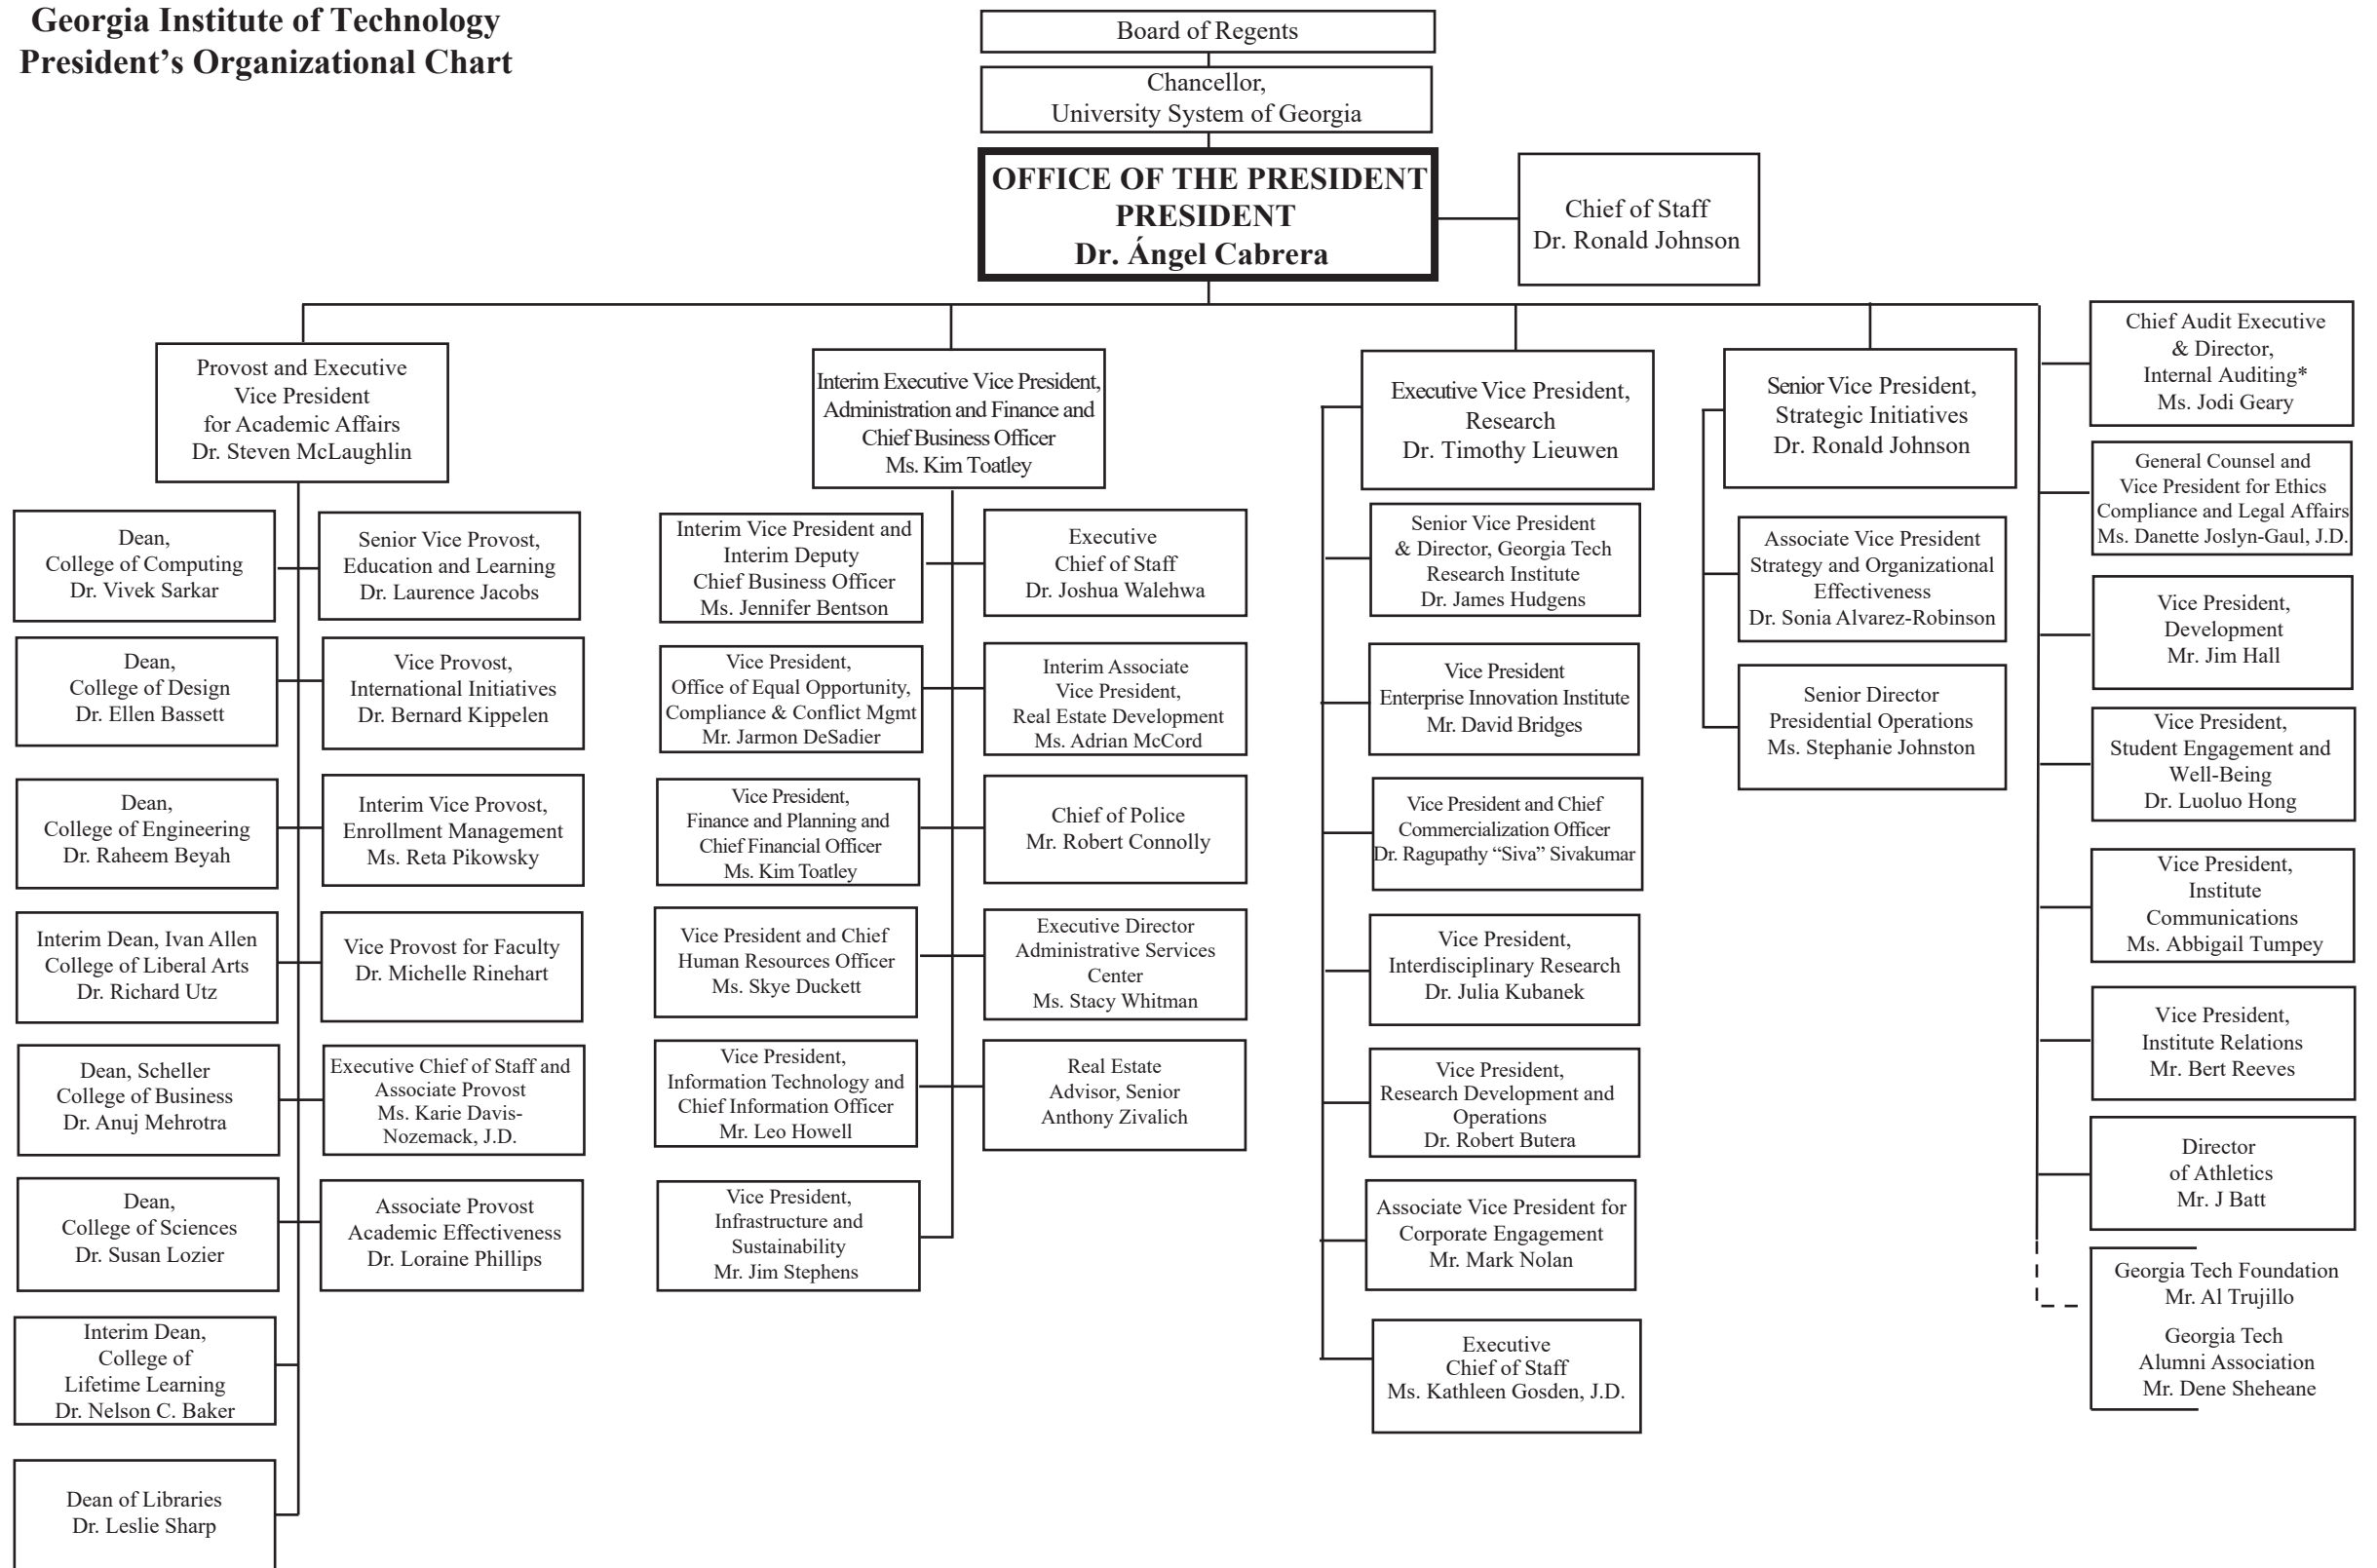 Georgia Institute of Technology
President’s Organizational Chart
Board of Regents
Chancellor,
University System of Georgia
OFFICE OF THE PRESIDENT
PRESIDENT
Dr. Ángel Cabrera
Chief of Staff
Dr. Ronald Johnson
Provost and Executive
Vice President
for Academic Affairs
Dr. Steven McLaughlin
Dean,
College of Computing
Dr. Vivek Sarkar
Senior Vice Provost,
Education and Learning
Dr. Laurence Jacobs
Dean,
College of Design
Dr. Ellen Bassett
Vice Provost,
International Initiatives
Dr. Bernard Kippelen
Dean,
College of Engineering
Dr. Raheem Beyah
Interim Vice Provost,
Enrollment Management
Ms. Reta Pikowsky
Interim Dean, Ivan Allen
College of Liberal Arts
Dr. Richard Utz
Vice Provost for Faculty
Dr. Michelle Rinehart
Dean, Scheller
College of Business
Dr. Anuj Mehrotra
Executive Chief of Staff and
Associate Provost
Ms. Karie Davis-
Nozemack, J.D.
Dean,
College of Sciences
Dr. Susan Lozier
Associate Provost
Academic Effectiveness
Dr. Loraine Phillips
Interim Dean,
College of
Lifetime Learning
Dr. Nelson C. Baker
Dean of Libraries
Dr. Leslie Sharp
Interim Executive Vice President,
Administration and Finance and
Chief Business Officer
Ms. Kim Toatley
Interim Vice President and
Interim Deputy
Chief Business Officer
Ms. Jennifer Bentson
Executive
Chief of Staff
Dr. Joshua Walehwa
Vice President,
Office of Equal Opportunity,
Compliance & Conflict Mgmt
Mr. Jarmon DeSadier
Interim Associate
Vice President,
Real Estate Development
Ms. Adrian McCord
Vice President,
Finance and Planning and
Chief Financial Officer
Ms. Kim Toatley
Chief of Police
Mr. Robert Connolly
Vice President and Chief
Human Resources Officer
Ms. Skye Duckett
Executive Director
Administrative Services
Center
Ms. Stacy Whitman
Vice President,
Information Technology and
Chief Information Officer
Mr. Leo Howell
Real Estate
Advisor, Senior
Anthony Zivalich
Vice President,
Infrastructure and
Sustainability
Mr. Jim Stephens
Executive Vice President,
Research
Dr. Timothy Lieuwen
Senior Vice President
& Director, Georgia Tech
Research Institute
Dr. James Hudgens
Vice President
Enterprise Innovation Institute
Mr. David Bridges
Vice President and Chief
Commercialization Officer
Dr. Ragupathy “Siva” Sivakumar
Vice President,
Interdisciplinary Research
Dr. Julia Kubanek
Vice President,
Research Development and
Operations
Dr. Robert Butera
Associate Vice President for
Corporate Engagement
Mr. Mark Nolan
Executive
Chief of Staff
Ms. Kathleen Gosden, J.D.
Senior Vice President,
Strategic Initiatives
Dr. Ronald Johnson
Associate Vice President
Strategy and Organizational
Effectiveness
Dr. Sonia Alvarez-Robinson
Senior Director
Presidential Operations
Ms. Stephanie Johnston
Chief Audit Executive
& Director,
Internal Auditing*
Ms. Jodi Geary
General Counsel and
Vice President for Ethics
Compliance and Legal Affairs
Ms. Danette Joslyn-Gaul, J.D.
Vice President,
Development
Mr. Jim Hall
Vice President,
Student Engagement and
Well-Being
Dr. Luoluo Hong
Vice President,
Institute
Communications
Ms. Abbigail Tumpey
Vice President,
Institute Relations
Mr. Bert Reeves
Director
of Athletics
Mr. J Batt
Georgia Tech Foundation
Mr. Al Trujillo
Georgia Tech
Alumni Association
Mr. Dene Sheheane